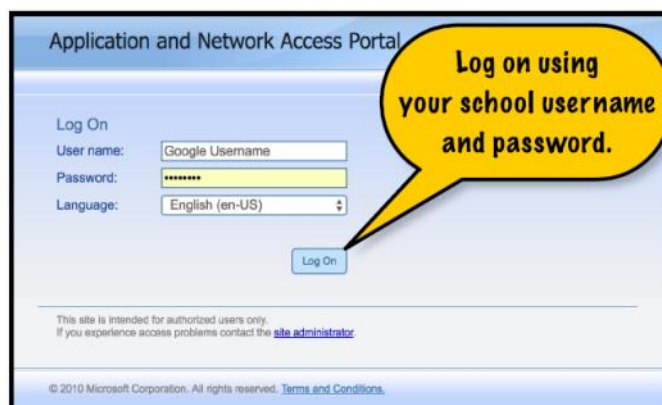 Application and Network Access Portal
Log on using
your school username
and password.
Log On
User name: Google Username
Password: ••••••••
Language: English (en-US)
Log On
This site is intended for authorized users only.
If you experience access problems contact the site administrator.
© 2010 Microsoft Corporation. All rights reserved. Terms and Conditions.